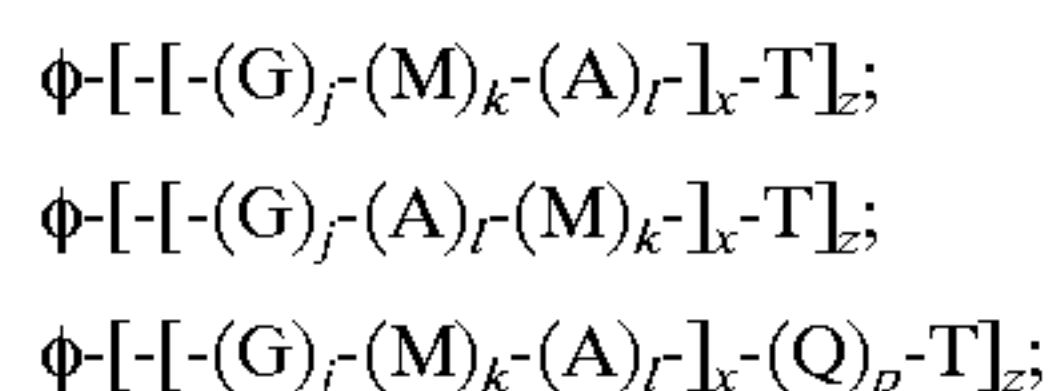 ϕ-[-[-(G)j-(M)k-(A)l-]x-T]z;
ϕ-[-[-(G)j-(A)l-(M)k-]x-T]z;
ϕ-[-[-(G)j-(M)k-(A)l-]x-(Q)p-T]z;